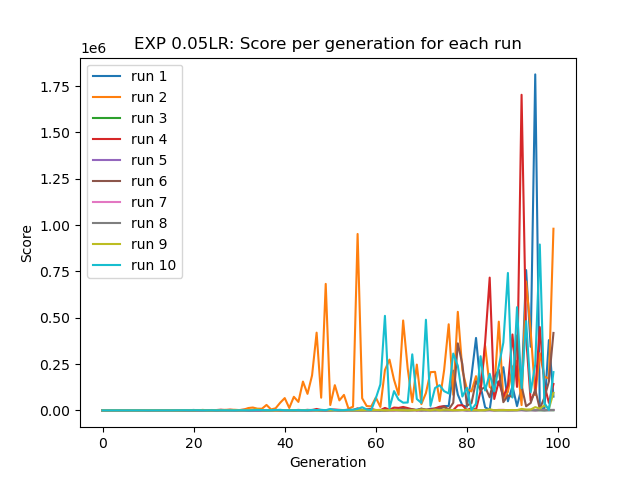 EXP 0.05LR: Score per generation for each run
1e6
1.75
1.50
1.25
1.00
0.75
0.50
0.25
0.00
Score
run 1
run 2
run 3
run 4
run 5
run 6
run 7
run 8
run 9
run 10
0 20 40 60 80 100
Generation